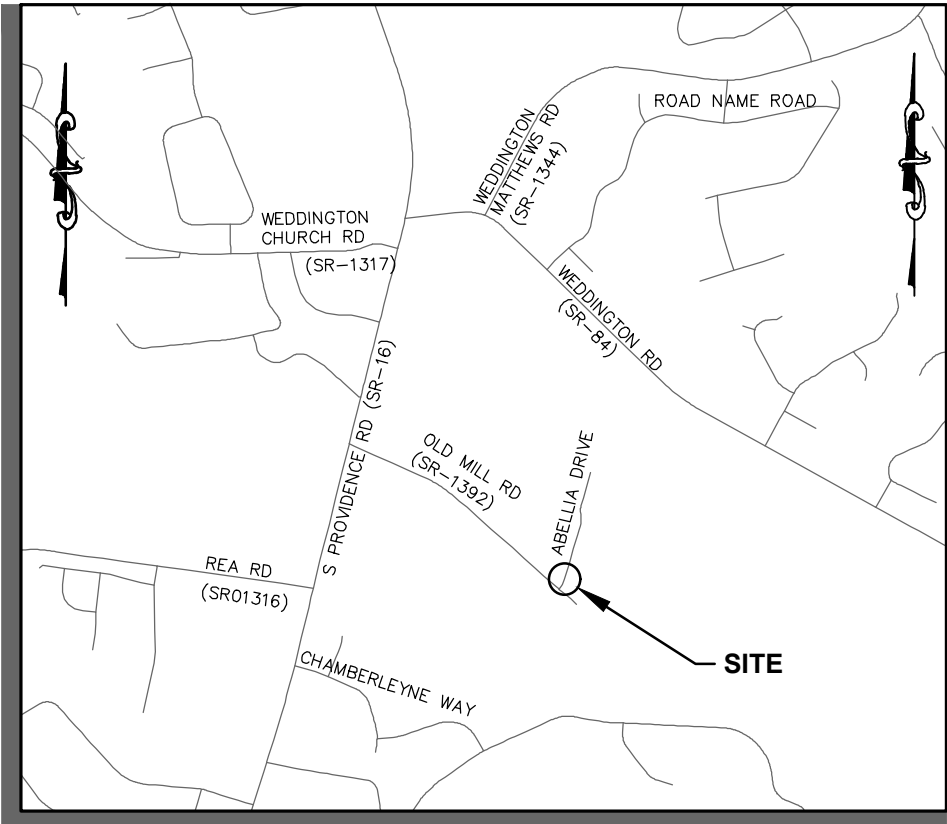 ROAD NAME ROAD
WEDDINGTON
MATTHEWS RD
(SR-1344)
WEDDINGTON
CHURCH RD
(SR-1317)
WEDDINGTON RD
(SR-84)
S PROVIDENCE RD (SR-16)
OLD MILL RD
(SR-1392)
ABELLIA DRIVE
REA RD
(SR01316)
SITE
CHAMBERLEYNE WAY